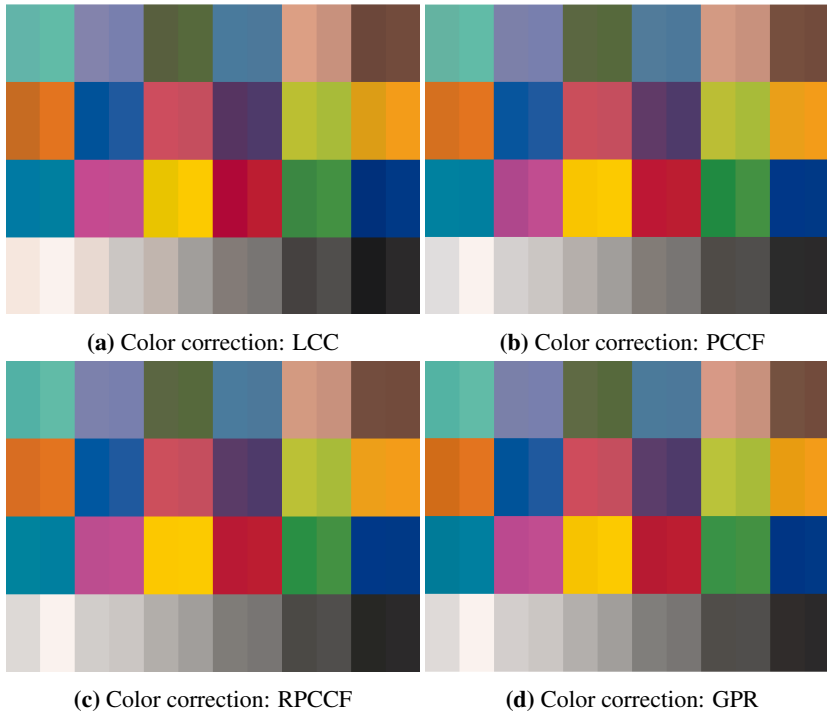 (a) Color correction: LCC
(b) Color correction: PCCF
(c) Color correction: RPCCF
(d) Color correction: GPR